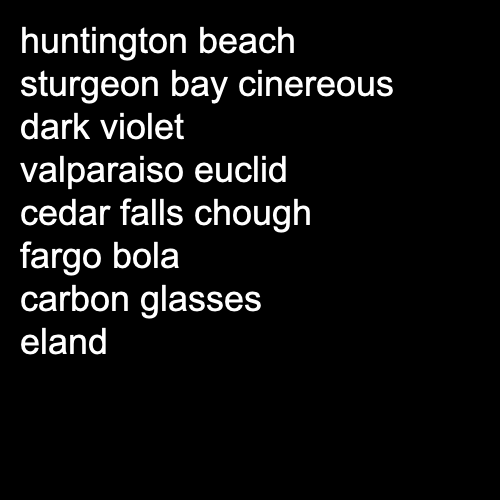 huntington beach
sturgeon bay cinereous
dark violet
valparaiso euclid
cedar falls chough
fargo bola
carbon glasses
eland